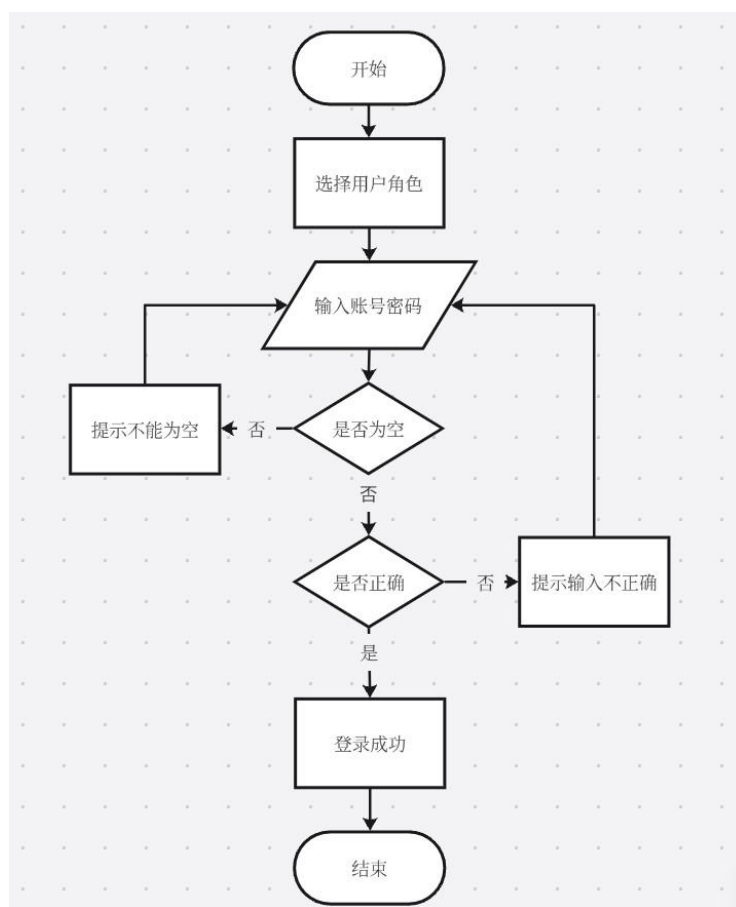 开始
选择用户角色
输入账号密码
提示不能为空
否
是否为空
否
是否正确
否
提示输入不正确
是
登录成功
结束